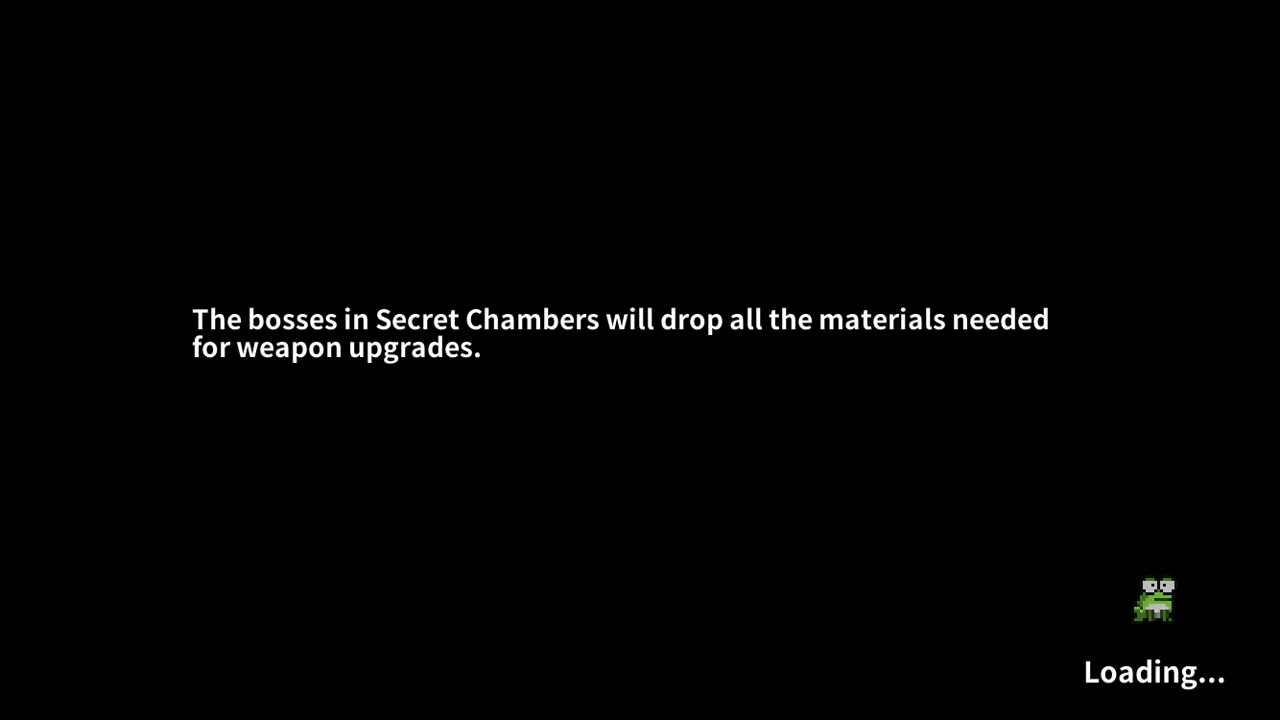 The bosses in Secret Chambers will drop all the materials needed
for weapon upgrades.
Loading...